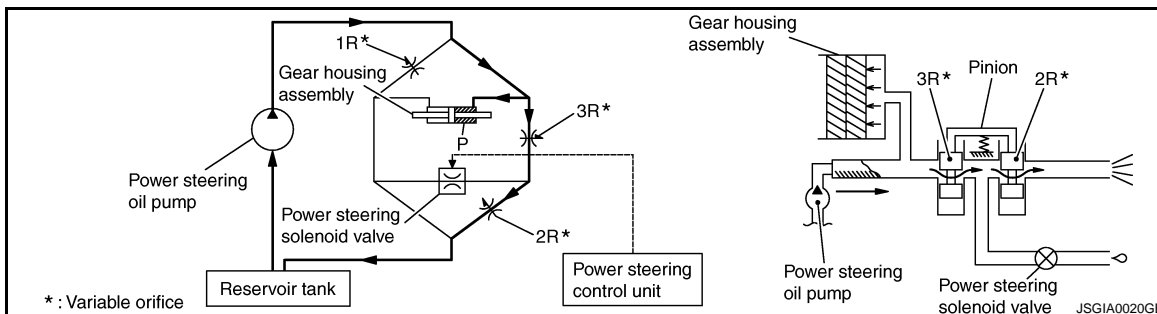 1R*
Gear housing
assembly
3R*
P
Power steering
oil pump
Power steering
solenoid valve
2R*
Reservoir tank
Power steering
control unit
* : Variable orifice
Gear housing
assembly
Pinion
3R*
2R*
Power steering
oil pump
Power steering
solenoid valve